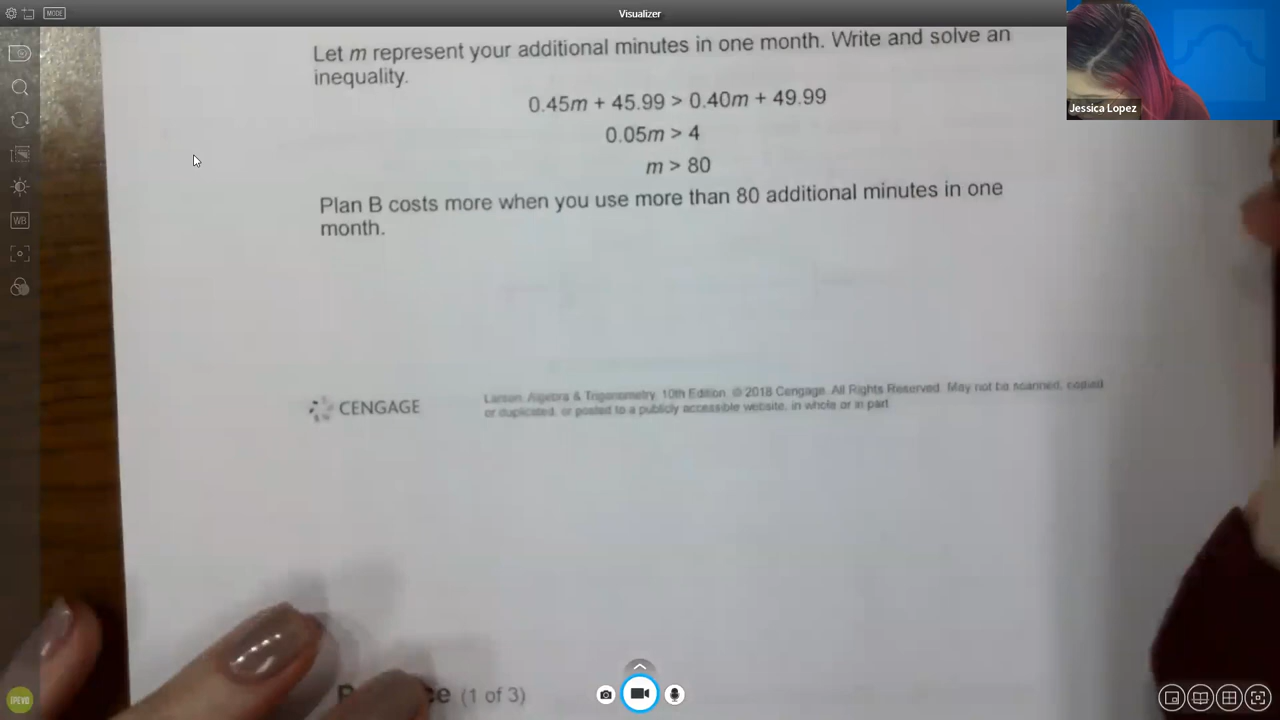 MODE
Visualizer
Let m represent your additional minutes in one month. Write and solve an
inequality.
0.45m + 45.99 > 0.40m + 49.99
0.05m > 4
m > 80
Plan B costs more when you use more than 80 additional minutes in one
month.
CENGAGE
Larson, Algebra & Trigonometry, 10th Edition. © 2018 Cengage. All Rights Reserved. May not be scanned, copied
or duplicated, or posted to a publicly accessible website, in whole or in part.
(1 of 3)
Jessica Lopez
WB
IPEVO